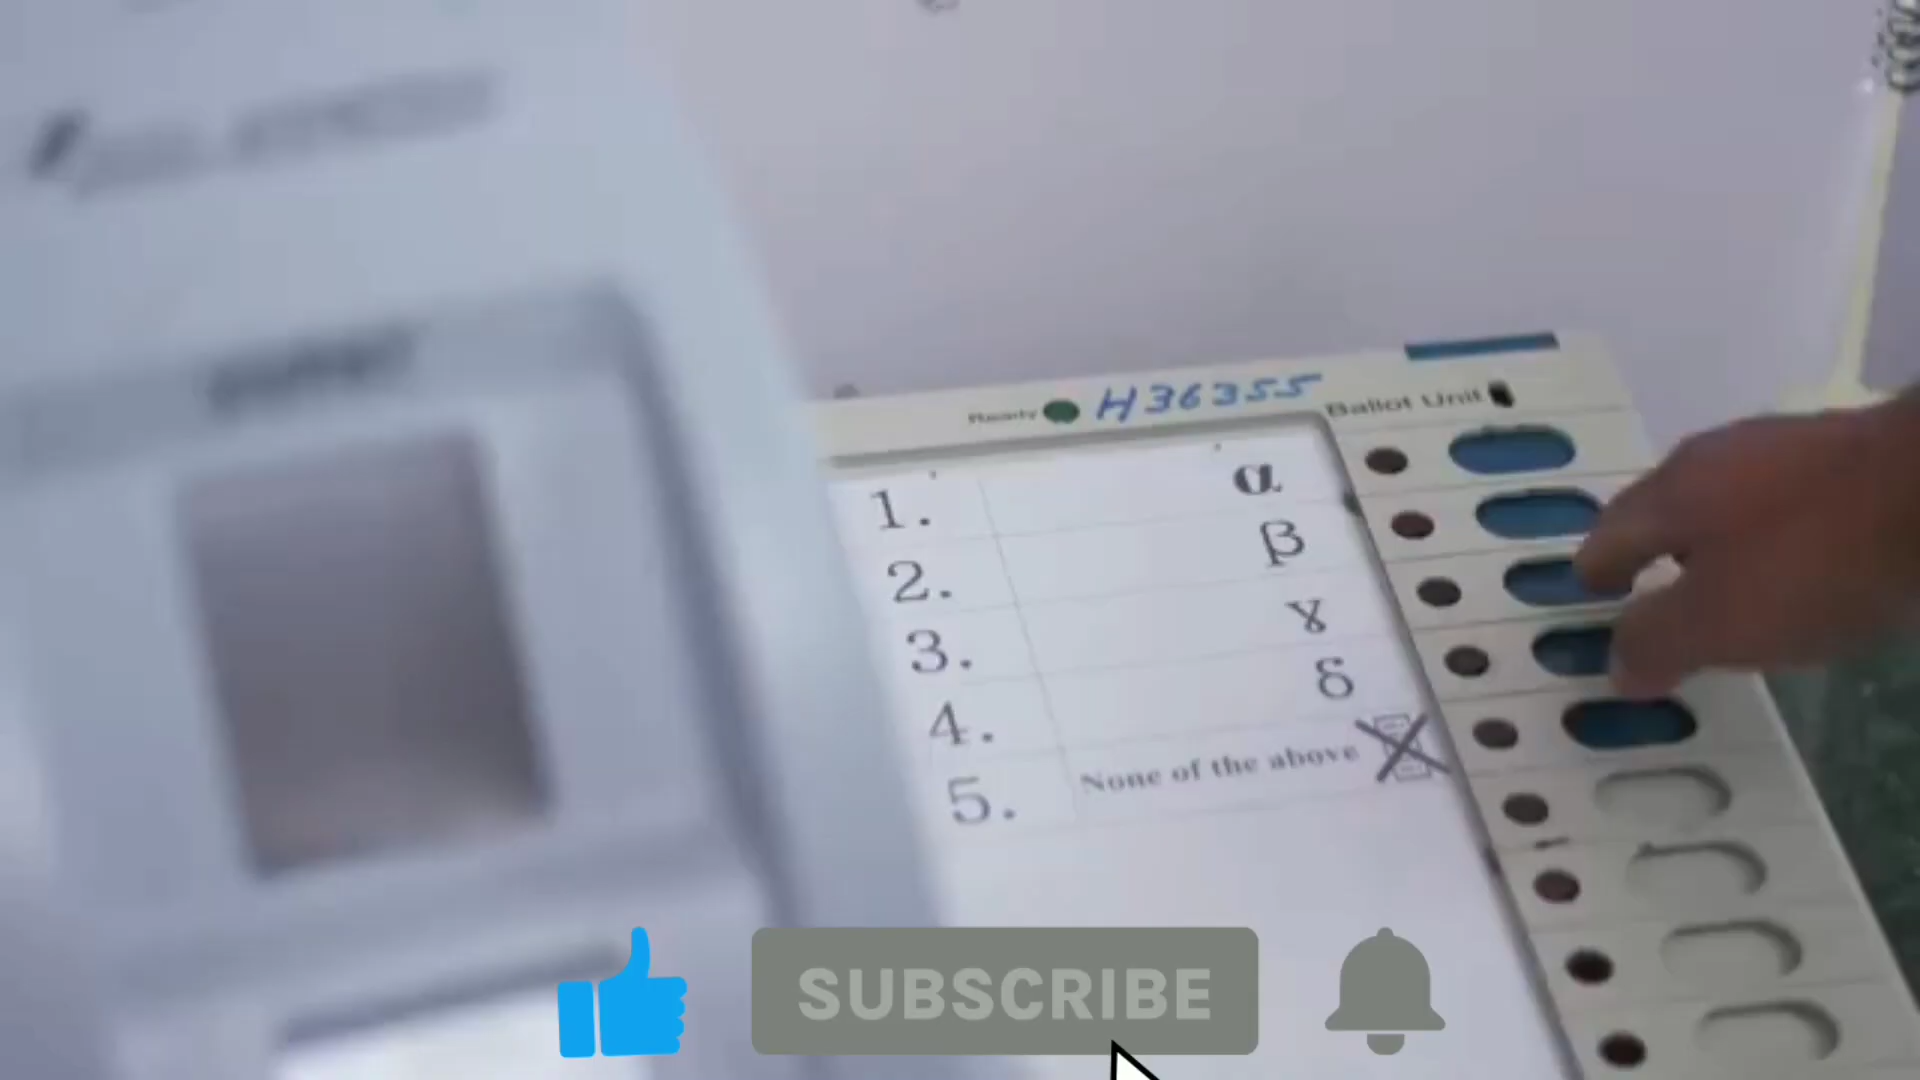 Ready H36355 Ballot Unit
1. α
2. β
3. γ
4. δ
5. None of the above
SUBSCRIBE